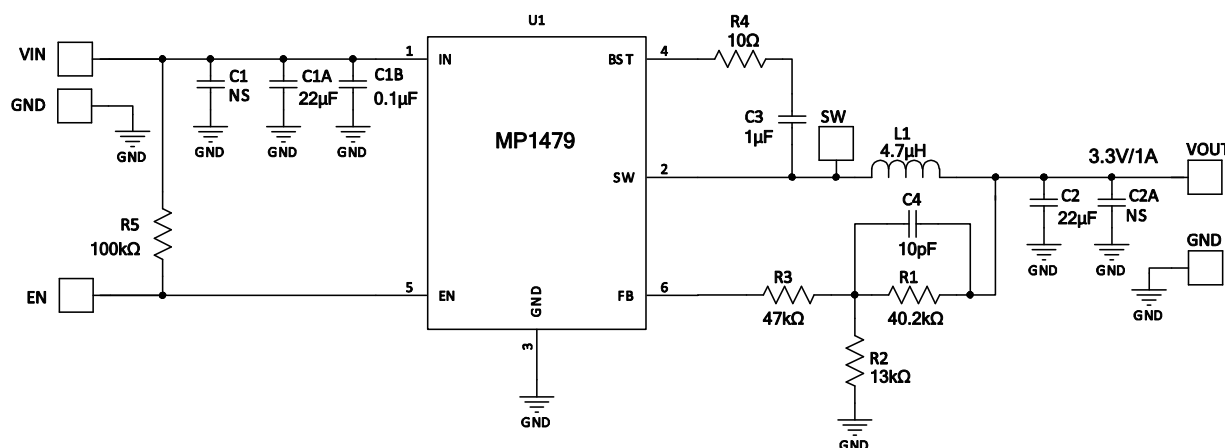 U1
VIN
GND
GND
1
IN
C1
NS
GND
C1A
22µF
GND
C1B
0.1µF
GND
R5
100kΩ
EN
5
EN
MP1479
GND
3
GND
BST
4
R4
10Ω
C3
1µF
SW
SW
2
L1
4.7µH
3.3V/1A
VOUT
C2
22µF
GND
C2A
NS
GND
GND
GND
C4
10pF
FB
6
R3
47kΩ
R1
40.2kΩ
R2
13kΩ
GND